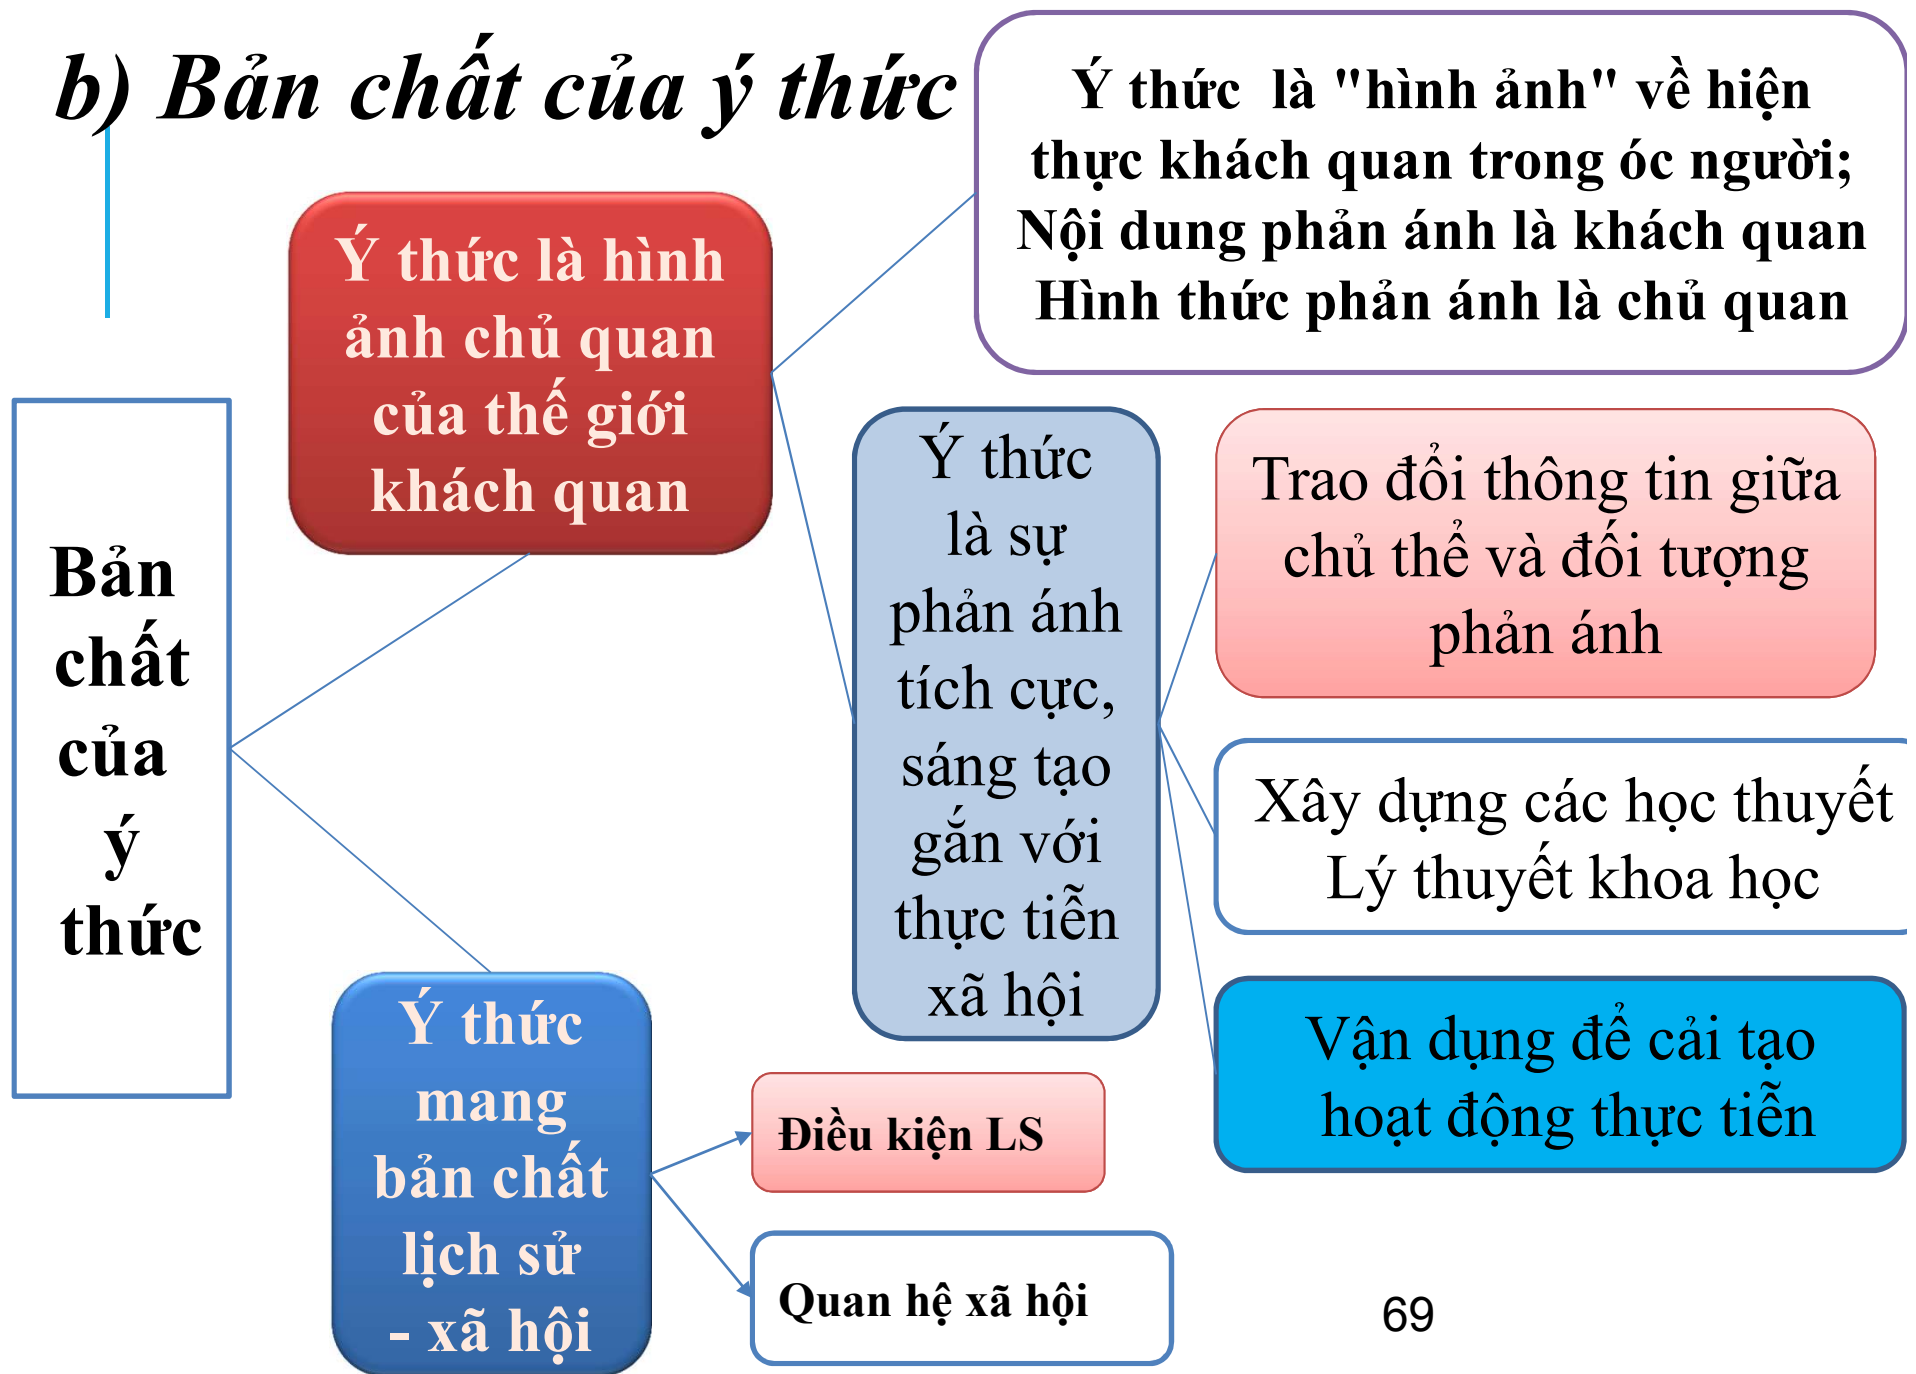 b) Bản chất của ý thức
Ý thức là "hình ảnh" về hiện
thực khách quan trong óc người;
Nội dung phản ánh là khách quan
Hình thức phản ánh là chủ quan
Ý thức là hình
ảnh chủ quan
của thế giới
khách quan
Bản
chất
của
ý
thức
Ý thức
là sự
phản ánh
tích cực,
sáng tạo
gắn với
thực tiễn
xã hội
Trao đổi thông tin giữa
chủ thể và đối tượng
phản ánh
Xây dựng các học thuyết
Lý thuyết khoa học
Vận dụng để cải tạo
hoạt động thực tiễn
Ý thức
mang
bản chất
lịch sử
- xã hội
Điều kiện LS
Quan hệ xã hội
69